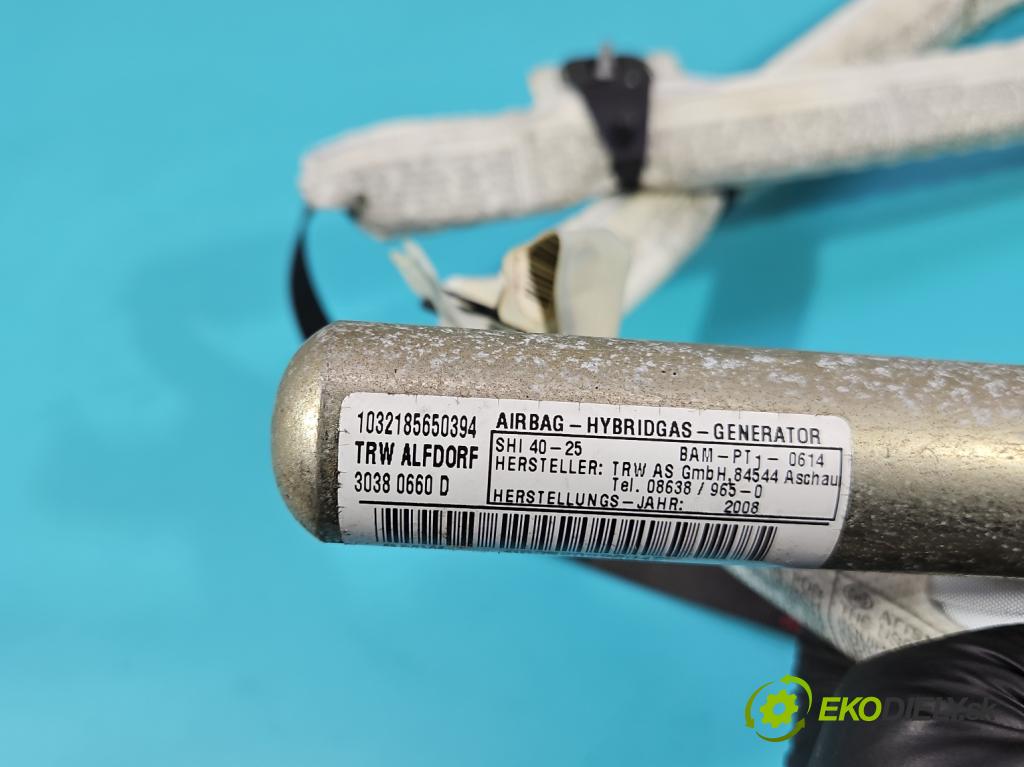 1032185650394
TRW ALFDORF
3038 0660 D
AIRBAG-HYBRIDGAS-GENERATOR
SHI 40-25 BAM-PT1-0614
HERSTELLER: TRW AS GmbH,84544 Aschau
Tel. 08638/965-0
HERSTELLUNGS-JAHR: 2008
EKODIELY.sk